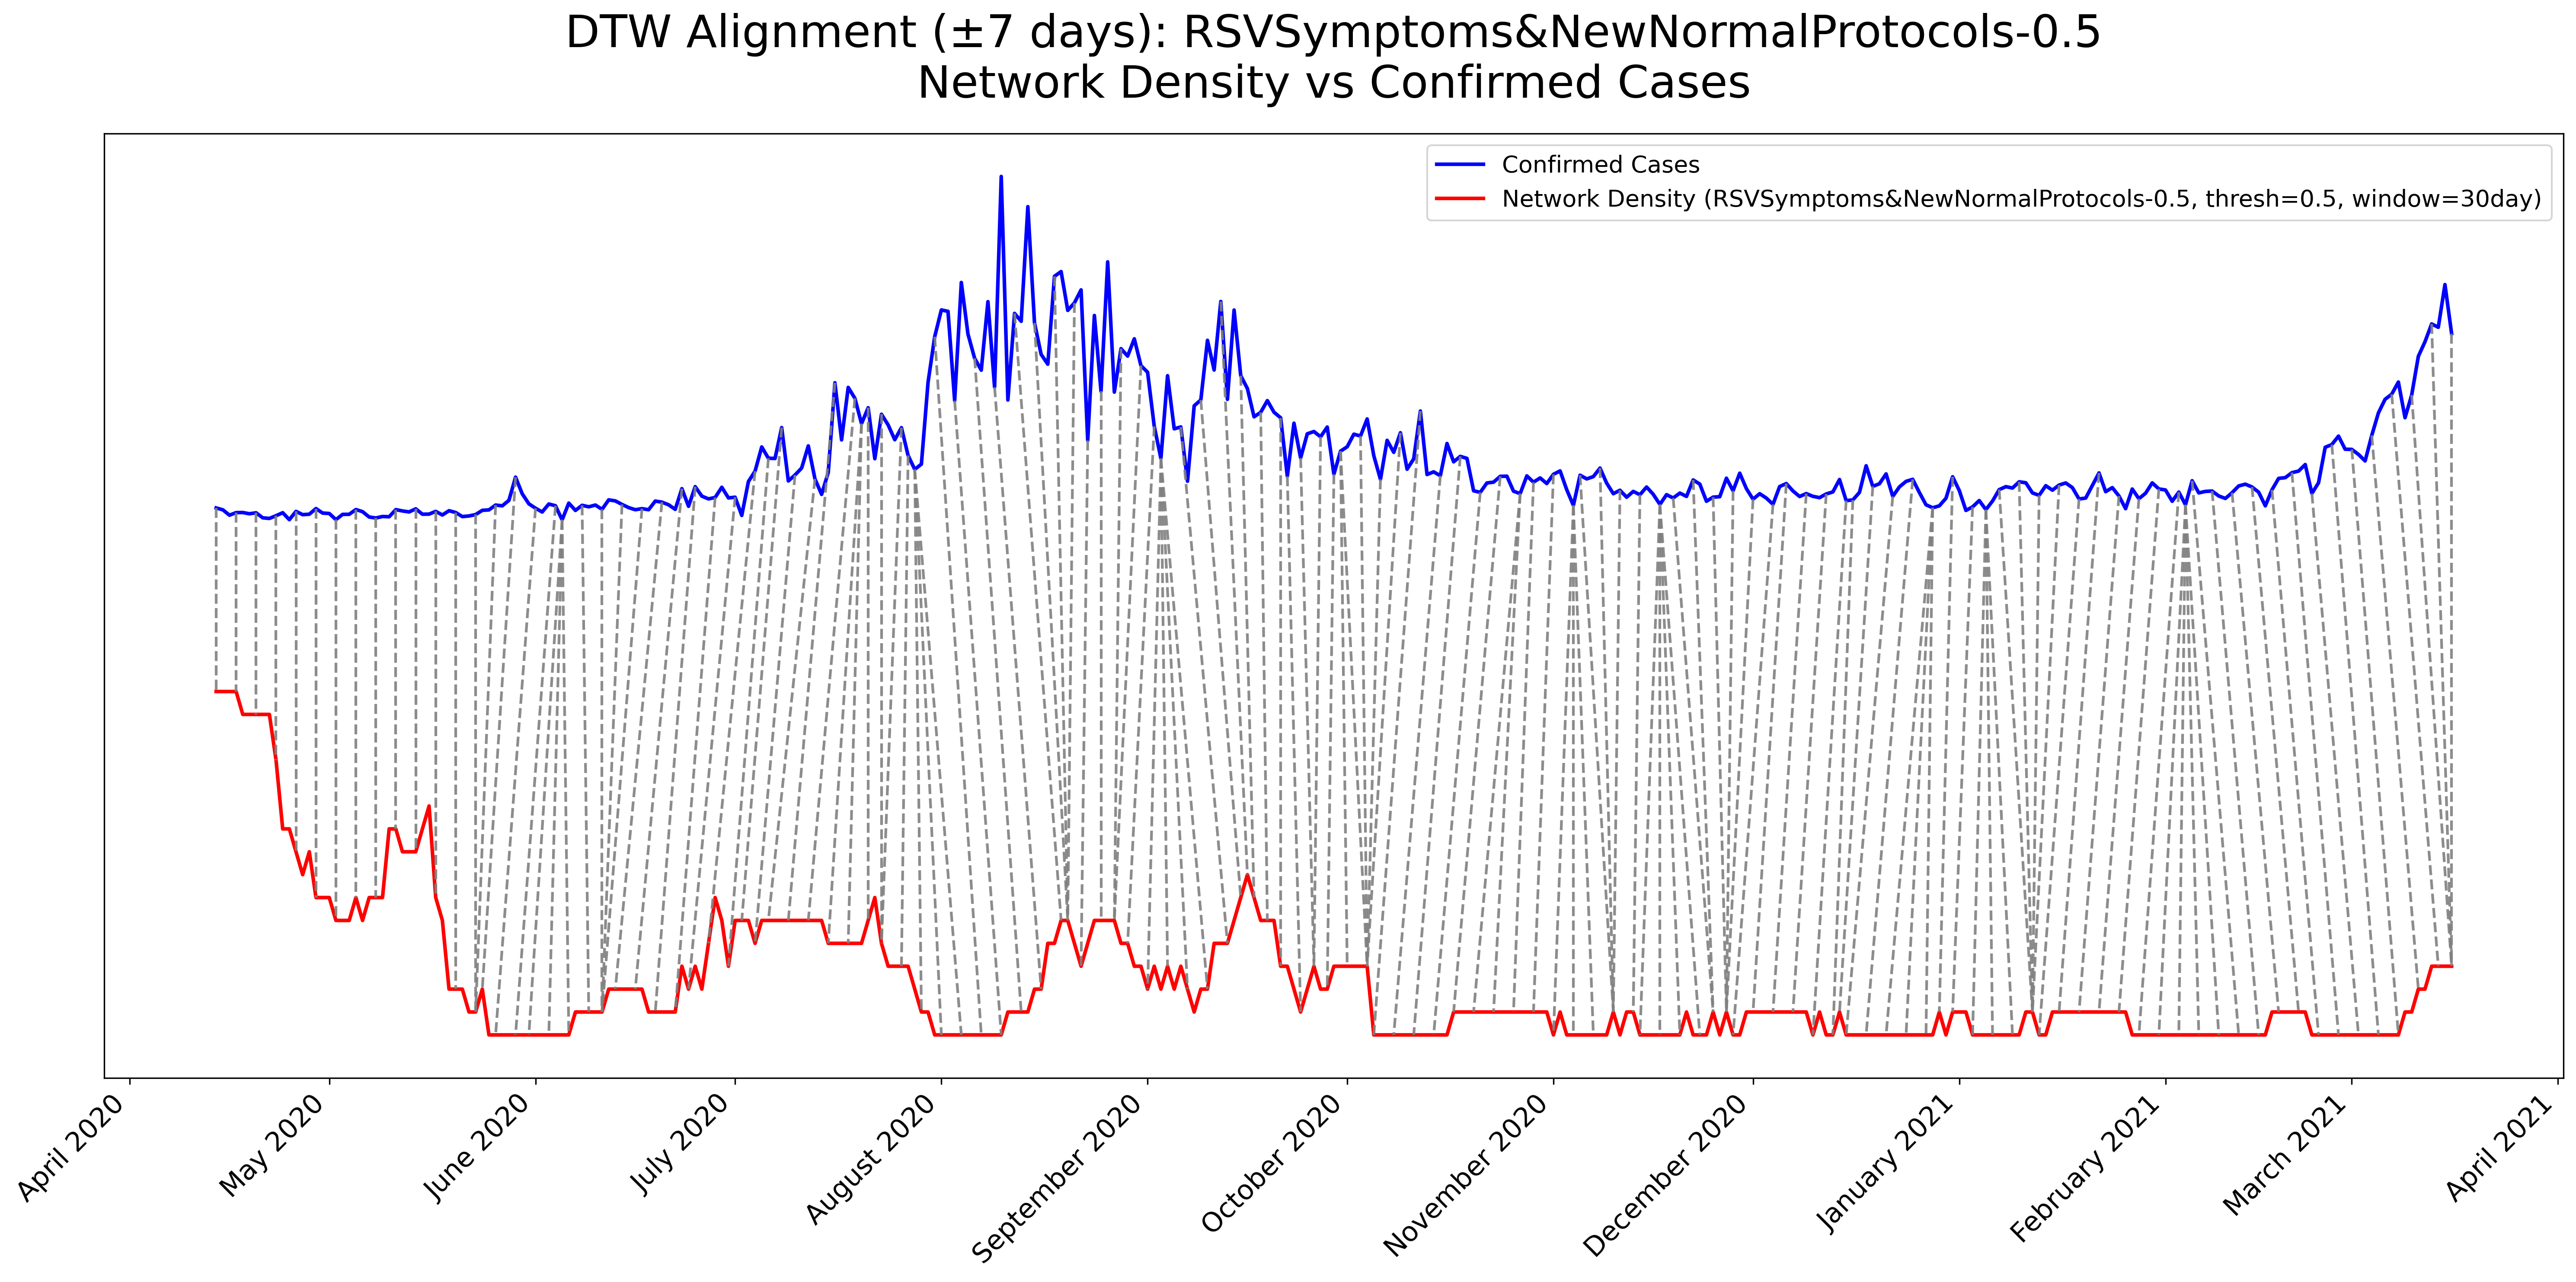 DTW Alignment (±7 days): RSVSymptoms&NewNormalProtocols-0.5
Network Density vs Confirmed Cases
Confirmed Cases
Network Density (RSVSymptoms&NewNormalProtocols-0.5, thresh=0.5, window=30day)
April 2020
May 2020
June 2020
July 2020
August 2020
September 2020
October 2020
November 2020
December 2020
January 2021
February 2021
March 2021
April 2021